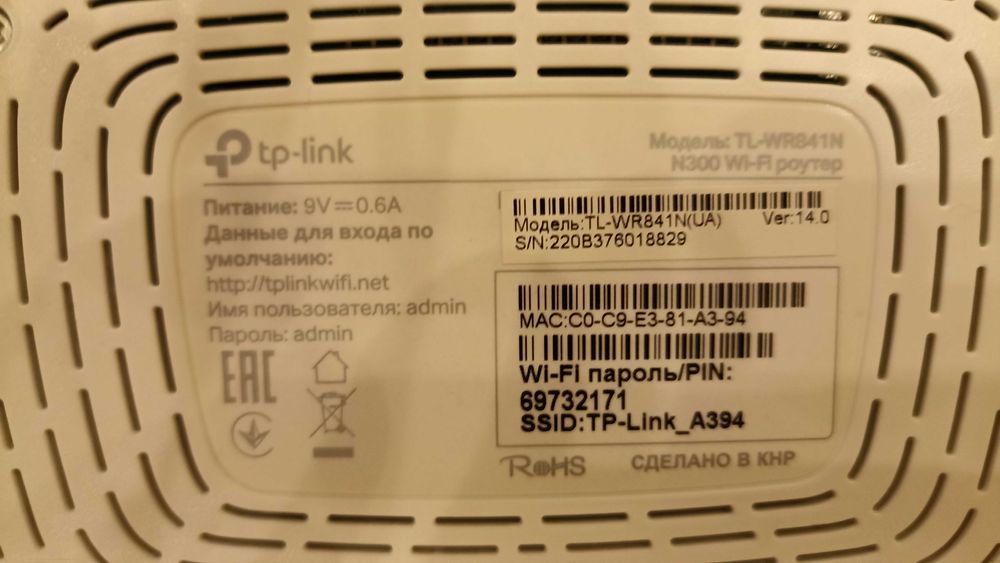 tp-link
Модель: TL-WR841N
N300 Wi-Fi роутер
Питание: 9V⎓0.6A
Данные для входа по
умолчанию:
http://tplinkwifi.net
Имя пользователя: admin
Пароль: admin
EAC
Модель:TL-WR841N(UA) Ver:14.0
S/N:220B376018829
MAC:C0-C9-E3-81-A3-94
Wi-Fi пароль/PIN:
69732171
SSID:TP-Link_A394
RoHS
СДЕЛАНО В КНР